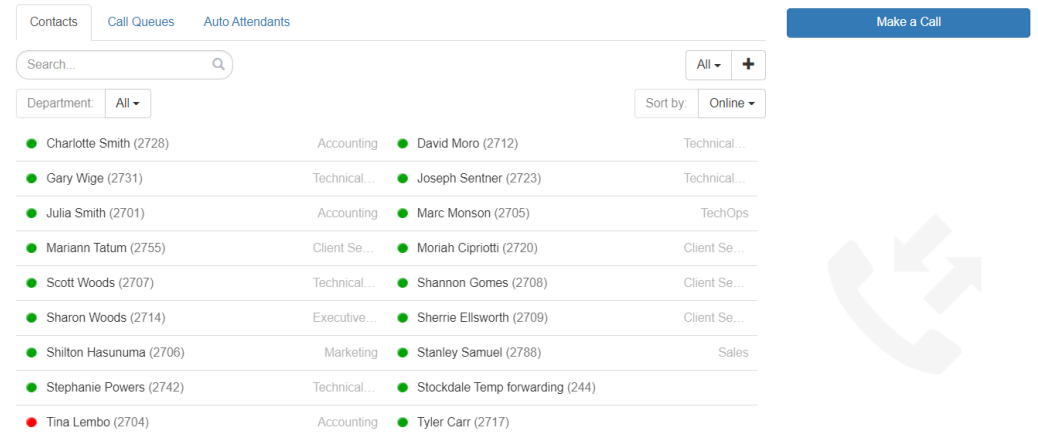 Contacts Call Queues Auto Attendants Make a Call
Search... All
Department: All Sort by: Online
Charlotte Smith (2728) Accounting David Moro (2712) Technical...
Gary Wige (2731) Technical... Joseph Sentner (2723) Technical...
Julia Smith (2701) Accounting Marc Monson (2705) TechOps
Mariann Tatum (2755) Client Se... Moriah Cipriotti (2720) Client Se...
Scott Woods (2707) Technical... Shannon Gomes (2708) Client Se...
Sharon Woods (2714) Executive... Sherrie Ellsworth (2709) Client Se...
Shilton Hasunuma (2706) Marketing Stanley Samuel (2788) Sales
Stephanie Powers (2742) Technical... Stockdale Temp forwarding (244)
Tina Lembo (2704) Accounting Tyler Carr (2717)